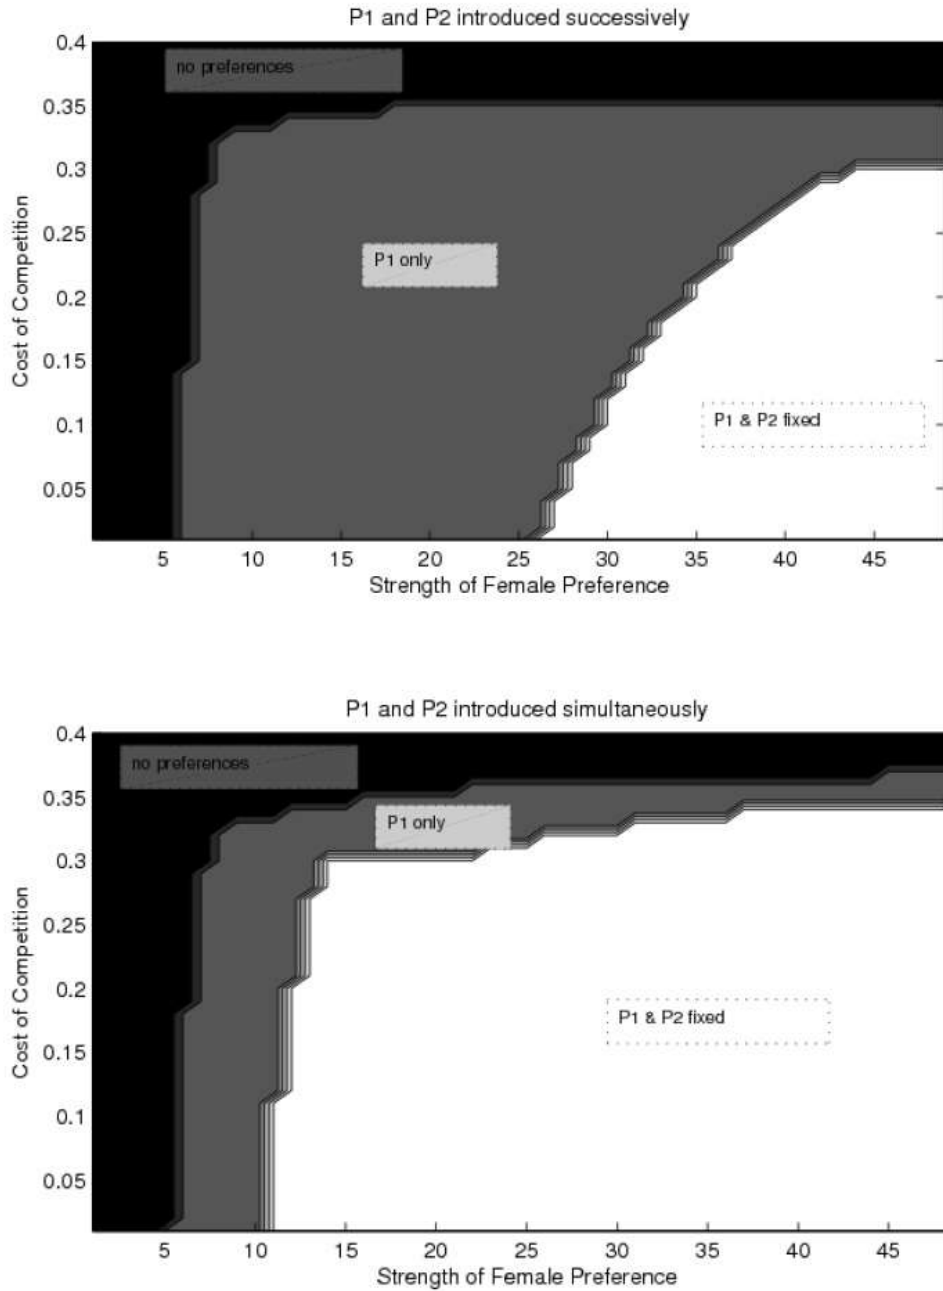 P1 and P2 introduced successively
0.4
no preferences
0.35
0.3
0.25
P1 only
0.2
0.15
P1 & P2 fixed
0.1
0.05
Cost of Competition
5 10 15 20 25 30 35 40 45
Strength of Female Preference
P1 and P2 introduced simultaneously
0.4
no preferences
0.35
P1 only
0.3
0.25
0.2
P1 & P2 fixed
0.15
0.1
0.05
Cost of Competition
5 10 15 20 25 30 35 40 45
Strength of Female Preference